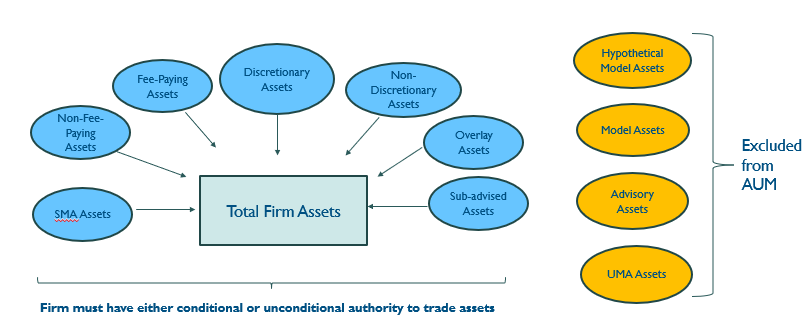 Non-Fee-
Paying
Assets
Fee-Paying
Assets
Discretionary
Assets
Non-
Discretionary
Assets
Overlay
Assets
SMA Assets
Total Firm Assets
Sub-advised
Assets
Firm must have either conditional or unconditional authority to trade assets
Hypothetical
Model Assets
Model Assets
Advisory
Assets
UMA Assets
Excluded
from
AUM